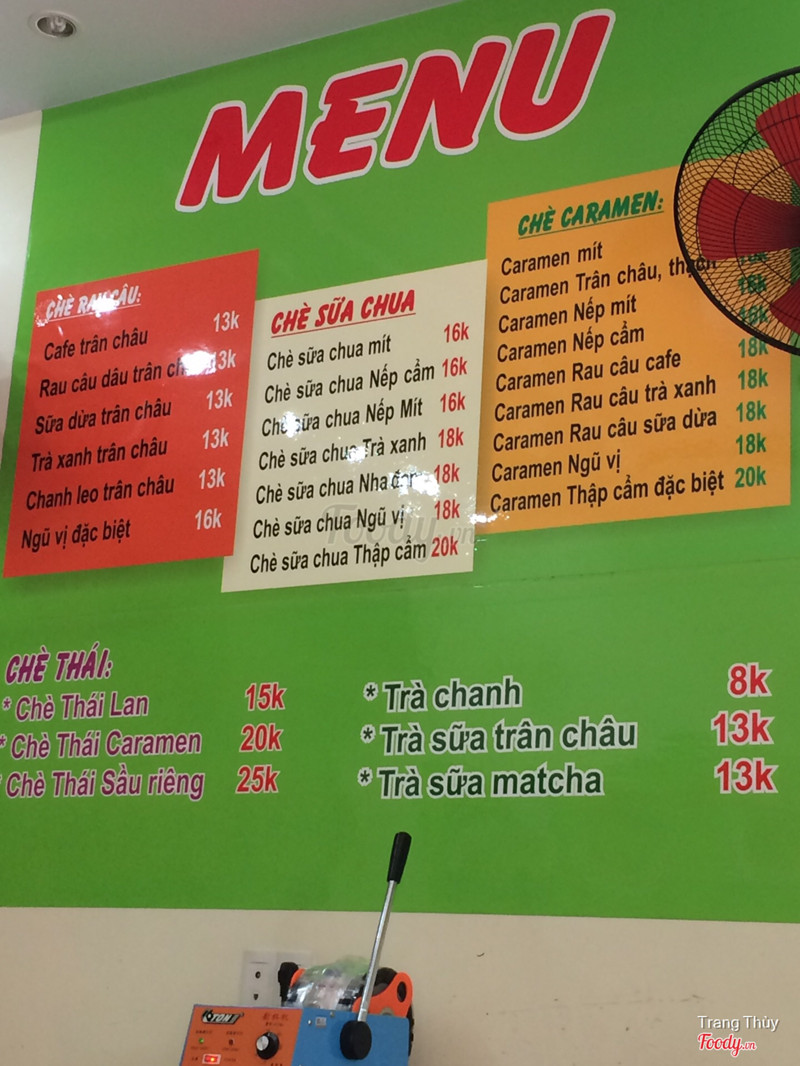 MENU
CHÈ RAU CÂU:
Cafe trân châu 13k
Rau câu dâu trân 13k
Sữa dừa trân châu 13k
Trà xanh trân châu 13k
Chanh leo trân châu 13k
Ngũ vị đặc biệt 16k
CHÈ SỮA CHUA
Chè sữa chua mít 16k
Chè sữa chua Nếp cẩm 16k
Chè sữa chua Nếp Mít 16k
Chè sữa chua Trà xanh 18k
Chè sữa chua Nha đam 18k
Chè sữa chua Ngũ vị 18k
Chè sữa chua Thập cẩm 20k
CHÈ CARAMEN:
Caramen mít
Caramen Trân châu, thạch
Caramen Nếp mít
Caramen Nếp cẩm
Caramen Rau câu cafe 18k
Caramen Rau câu trà xanh 18k
Caramen Rau câu sữa dừa 18k
Caramen Ngũ vị 18k
Caramen Thập cẩm đặc biệt 20k
CHÈ THÁI:
* Chè Thái Lan 15k
* Chè Thái Caramen 20k
* Chè Thái Sầu riêng 25k
* Trà chanh 8k
* Trà sữa trân châu 13k
* Trà sữa matcha 13k
Foody.vn
Trang Thùy
Foody.vn